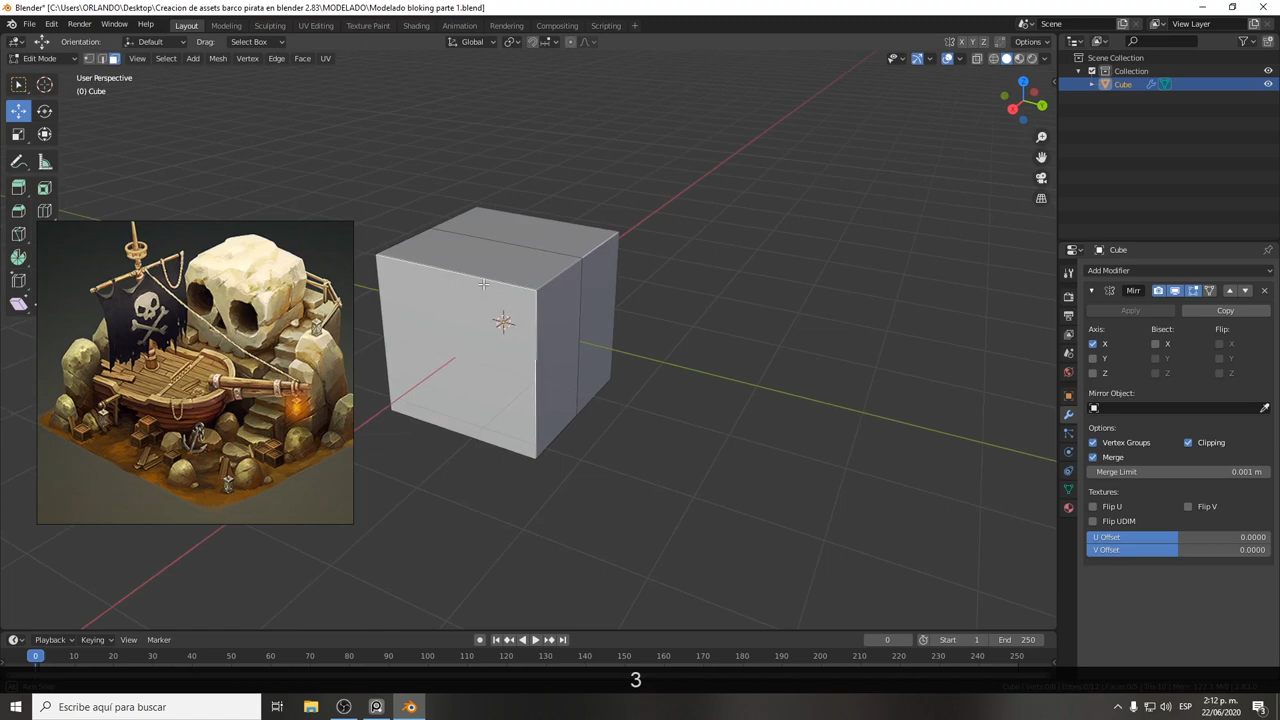 Blender* [C:\Users\ORLANDO\Desktop\Creacion de assets barco pirata en blender 2.83\MODELADO\Modelado bloking parte 1.blend]
File Edit Render Window Help
Layout Modeling Sculpting UV Editing Texture Paint Shading Animation Rendering Compositing Scripting +
Scene
View Layer
Orientation: Default Drag: Select Box
Global
X Y Z Options
Edit Mode View Select Add Mesh Vertex Edge Face UV
User Perspective
(0) Cube
Z
Y
X
Scene Collection
Collection
Cube
Cube
Add Modifier
Mirr
Apply Copy
Axis: Bisect: Flip:
X X X
Y Y Y
Z Z Z
Mirror Object:
Options:
Vertex Groups Clipping
Merge
Merge Limit 0.001 m
Textures:
Flip U Flip V
Flip UDIM
U Offset 0.0000
V Offset 0.0000
Playback Keying View Marker
0 Start 1 End 250
0 10 20 30 40 50 60 70 80 90 100 110 120 130 140 150 160 170 180 190 200 210 220 230 240 250
3
Escribe aquí para buscar
ESP
2:12 p. m.
22/06/2020
3